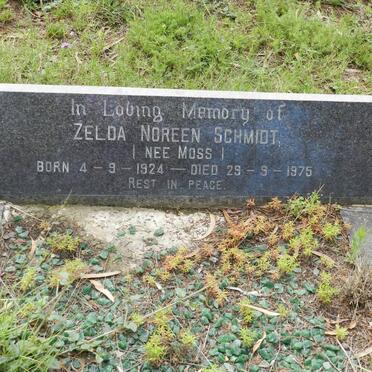 In Loving Memory of
ZELDA NOREEN SCHMIDT,
( NEE MOSS )
BORN 4 - 9 - 1924 — DIED 29 - 9 - 1975
REST IN PEACE.